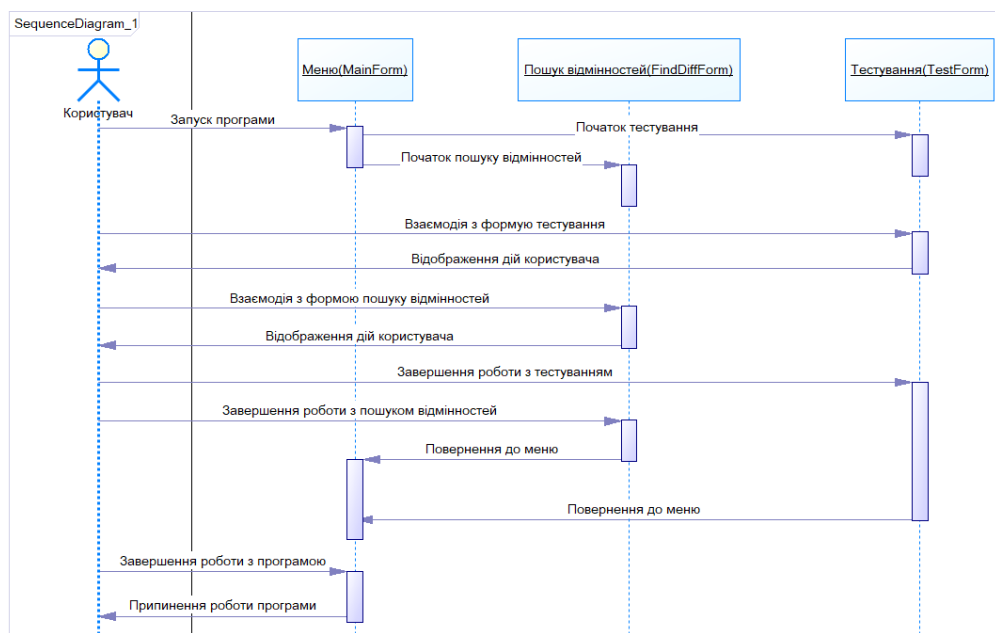 SequenceDiagram_1
Меню(MainForm)
Пошук відмінностей(FindDiffForm)
Тестування(TestForm)
Користувач
Запуск програми
Початок тестування
Початок пошуку відмінностей
Взаємодія з формую тестування
Відображення дій користувача
Взаємодія з формою пошуку відмінностей
Відображення дій користувача
Завершення роботи з тестуванням
Завершення роботи з пошуком відмінностей
Повернення до меню
Повернення до меню
Завершення роботи з програмою
Припинення роботи програми